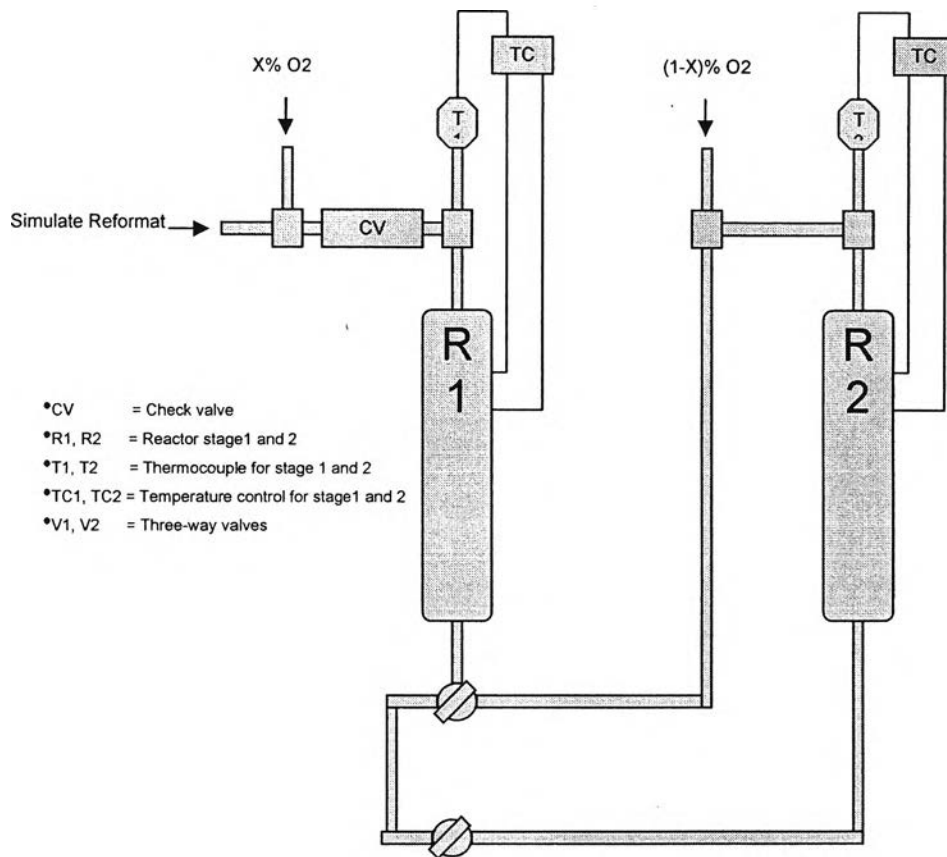 TC
TC
X% O2
(1-X)% O2
T
T
Simulate Reformat
CV
R
1
R
2
•CV = Check valve
•R1, R2 = Reactor stage1 and 2
•T1, T2 = Thermocouple for stage 1 and 2
•TC1, TC2 = Temperature control for stage1 and 2
•V1, V2 = Three-way valves